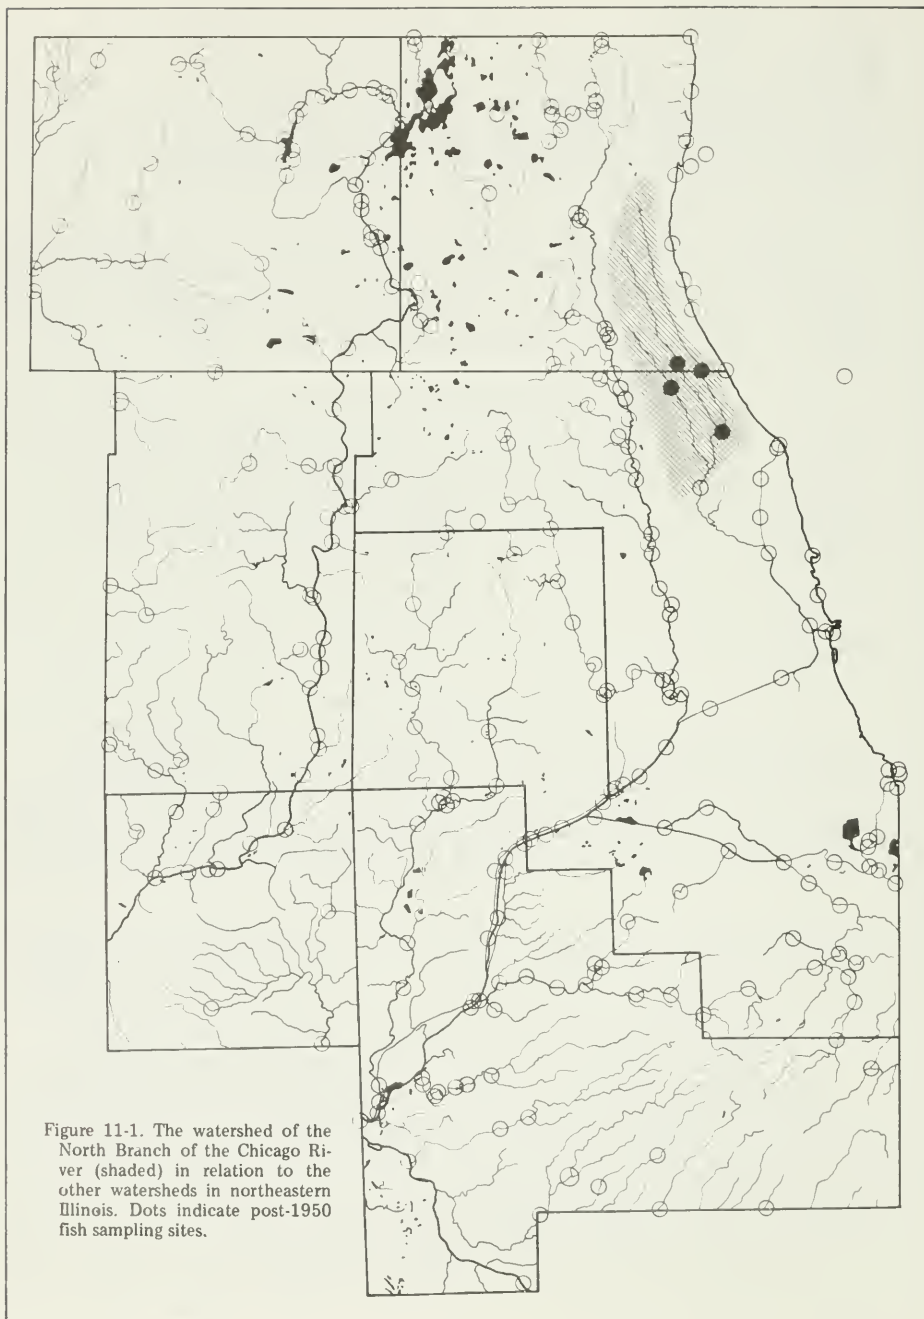 Figure 11-1. The watershed of the
North Branch of the Chicago Ri-
ver (shaded) in relation to the
other watersheds in northeastern
Illinois. Dots indicate post-1950
fish sampling sites.